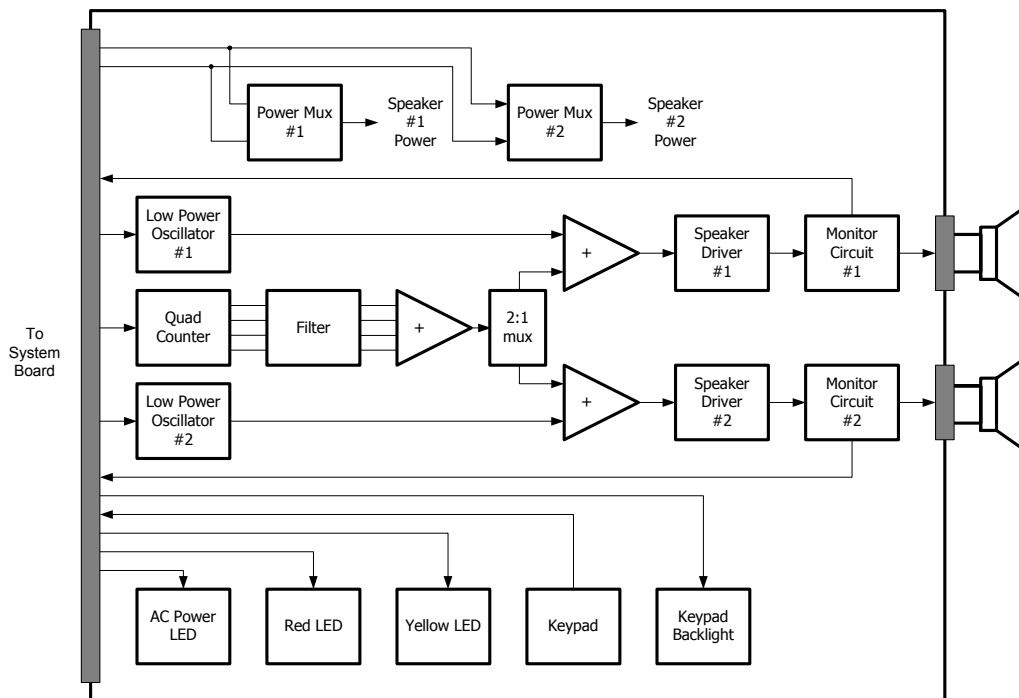 Power Mux
#1
Speaker
#1
Power
Power Mux
#2
Speaker
#2
Power
Low Power
Oscillator
#1
+
Speaker
Driver
#1
Monitor
Circuit
#1
To
System
Board
Quad
Counter
Filter
+
2:1
mux
Low Power
Oscillator
#2
+
Speaker
Driver
#2
Monitor
Circuit
#2
AC Power
LED
Red LED
Yellow LED
Keypad
Keypad
Backlight